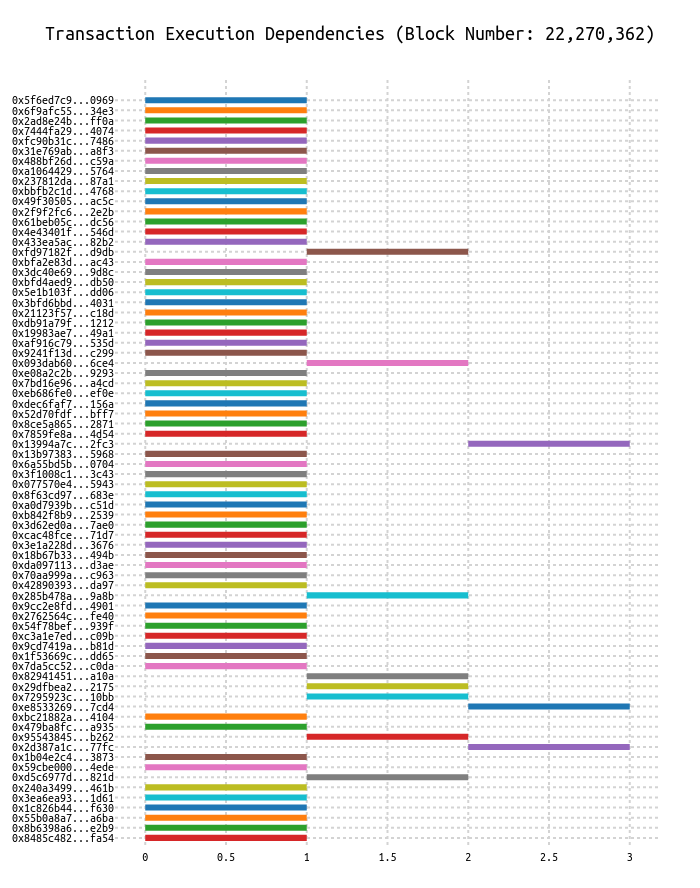 Transaction Execution Dependencies (Block Number: 22,270,362)
0x5f6ed7c9...0969
0x6f9afc55...34e3
0x2ad8e24b...ff0a
0x7444fa29...4074
0xfc90b31c...7486
0x31e769ab...a8f3
0x488bf26d...c59a
0xa1064429...5764
0x237812da...87a1
0xbbfb2c1d...4768
0x49f30505...ac5c
0x2f9f2fc6...2e2b
0x61beb05c...dc56
0x4e43401f...546d
0x433ea5ac...82b2
0xfd97182f...d9db
0xbfa2e83d...ac43
0x3dc40e69...9d8c
0xbfd4aed9...db50
0x5e1b103f...dd06
0x3bfd6bbd...4031
0x21123f57...c18d
0xdb91a79f...1212
0x19983ae7...49a1
0xaf916c79...535d
0x9241f13d...c299
0x093dab60...6ce4
0xe08a2c2b...9293
0x7bd16e96...a4cd
0xeb686fe0...ef0e
0xdec6faf7...156a
0x52d70fdf...bff7
0x8ce5a865...2871
0x7859fe8a...4d54
0x13994a7c...2fc3
0x13b97383...5968
0x6a55bd5b...0704
0x3f1008c1...3c43
0x077570e4...5943
0x8f63cd97...683e
0xa0d7939b...c51d
0xb842f8b9...2539
0x3d62ed0a...7ae0
0xcac48fce...71d7
0x3e1a228d...3676
0x18b67b33...494b
0xda097113...d3ae
0x70aa999a...c963
0x42890393...da97
0x285b478a...9a8b
0x9cc2e8fd...4901
0x2762564c...fe40
0x54f78bef...939f
0xc3a1e7ed...c09b
0x9cd7419a...b81d
0x1f53669c...dd65
0x7da5cc52...c0da
0x82941451...a10a
0x29dfbea2...2175
0x7295923c...10bb
0xe8533269...7cd4
0xbc21882a...4104
0x479ba8fc...a935
0x95543845...b262
0x2d387a1c...77fc
0x1b04e2c4...3873
0x59cbe000...4ede
0xd5c6977d...821d
0x240a3499...461b
0x3ea6ea93...1d61
0x1c826b44...f630
0x55b0a8a7...a6ba
0x8b6398a6...e2b9
0x8485c482...fa54
0 0.5 1 1.5 2 2.5 3